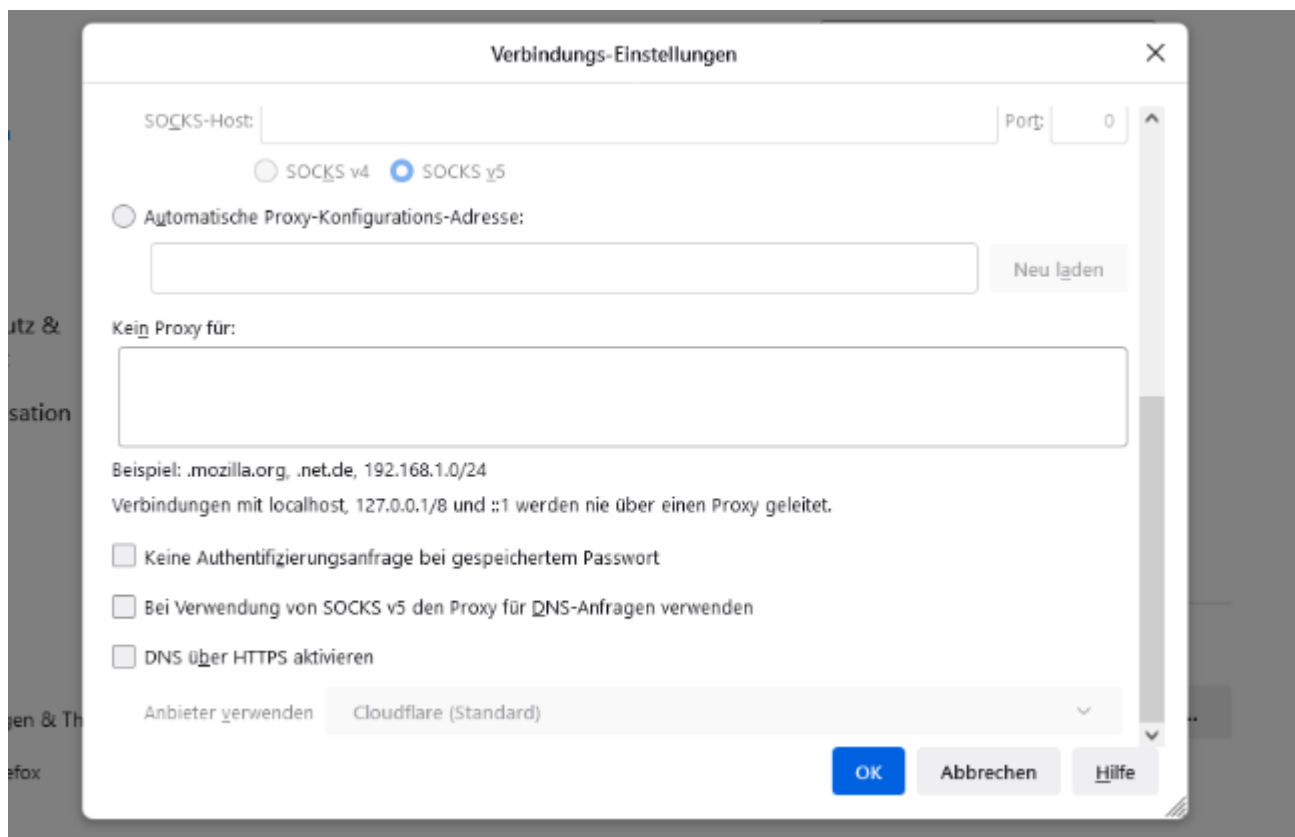 Verbindungs-Einstellungen
SOCKS-Host: Port: 0
SOCKS v4 SOCKS v5
Automatische Proxy-Konfigurations-Adresse:
Neu laden
utz &
Kein Proxy für:
sation
Beispiel: .mozilla.org, .net.de, 192.168.1.0/24
Verbindungen mit localhost, 127.0.0.1/8 und ::1 werden nie über einen Proxy geleitet.
Keine Authentifizierungsanfrage bei gespeichertem Passwort
Bei Verwendung von SOCKS v5 den Proxy für DNS-Anfragen verwenden
DNS über HTTPS aktivieren
gen & Th
Anbieter verwenden Cloudflare (Standard)
efox
OK Abbrechen Hilfe